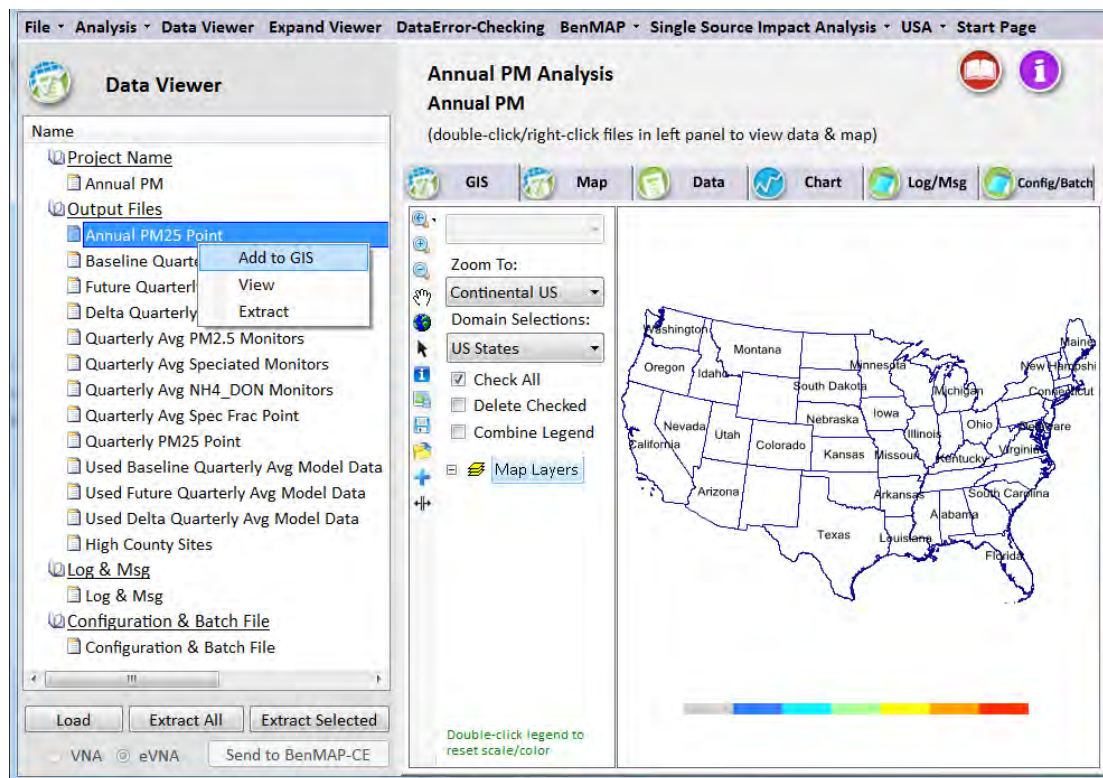 File Analysis Data Viewer Expand Viewer DataError-Checking BenMAP Single Source Impact Analysis USA Start Page
Data Viewer
Name
Project Name
Annual PM
Output Files
Annual PM25 Point
Baseline Quarte
Future Quarterl
Delta Quarterly
Add to GIS
View
Extract
Quarterly Avg PM2.5 Monitors
Quarterly Avg Speciated Monitors
Quarterly Avg NH4_DON Monitors
Quarterly Avg Spec Frac Point
Quarterly PM25 Point
Used Baseline Quarterly Avg Model Data
Used Future Quarterly Avg Model Data
Used Delta Quarterly Avg Model Data
High County Sites
Log & Msg
Log & Msg
Configuration & Batch File
Configuration & Batch File
Load Extract All Extract Selected
VNA eVNA Send to BenMAP-CE
Annual PM Analysis
Annual PM
(double-click/right-click files in left panel to view data & map)
GIS Map Data Chart Log/Msg Config/Batch
Zoom To:
Continental US
Domain Selections:
US States
Check All
Delete Checked
Combine Legend
Map Layers
Double-click legend to
reset scale/color
Washington
Montana
Maine
Oregon Idaho Minnesota New Hampshi
South Dakota Michigan Connecticut
Nebraska Iowa
Nevada Utah Illinois Ohio Delaware
California Colorado Kansas Missouri Kentucky Virginia
Arizona Arkansas South Carolina
Alabama
Texas Louisiana
Florida